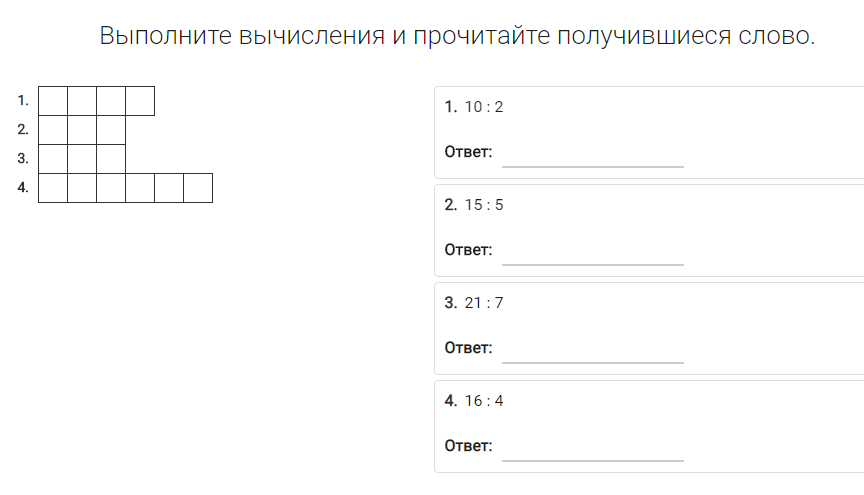 Выполните вычисления и прочитайте получившиеся слово.
1.
2.
3.
4.
1. 10 : 2
Ответ:
2. 15 : 5
Ответ:
3. 21 : 7
Ответ:
4. 16 : 4
Ответ: